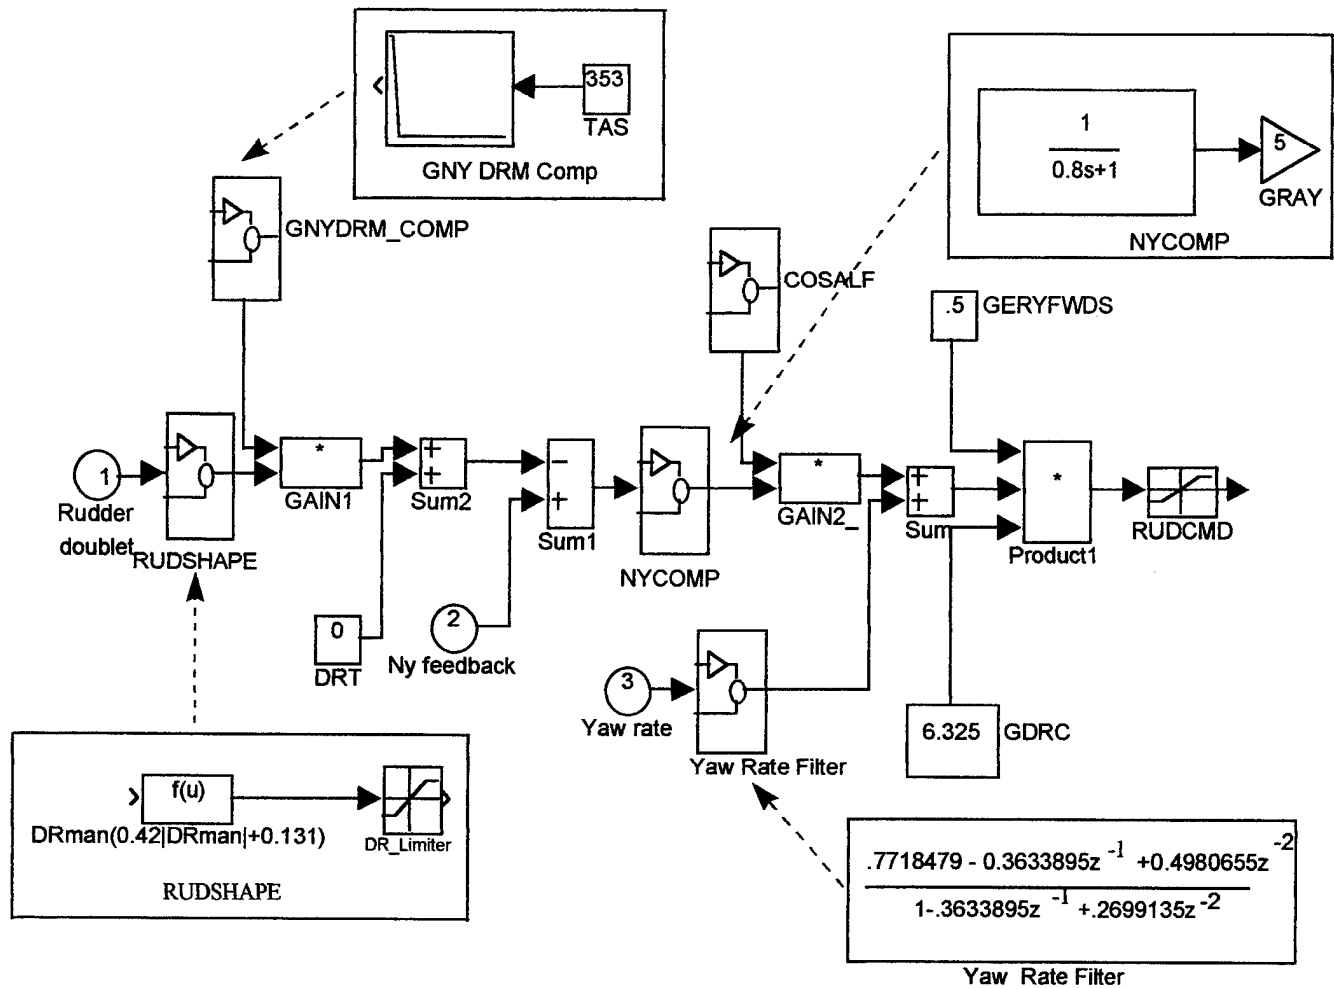 353
TAS
GNY DRM Comp
1
0.8s+1
5
GRAY
NYCOMP
GNYDRM_COMP
COSALF
.5
GERYFWDS
1
Rudder
doublet
RUDSHAPE
*
GAIN1
+
+
Sum2
−
+
Sum1
NYCOMP
*
GAIN2_
+
+
Sum
*
Product1
RUDCMD
0
DRT
2
Ny feedback
3
Yaw rate
Yaw Rate Filter
6.325
GDRC
f(u)
DRman(0.42|DRman|+0.131)
DR_Limiter
RUDSHAPE
.7718479 - 0.3633895z -1 +0.4980655z -2
1-.3633895z -1 +.2699135z -2
Yaw Rate Filter